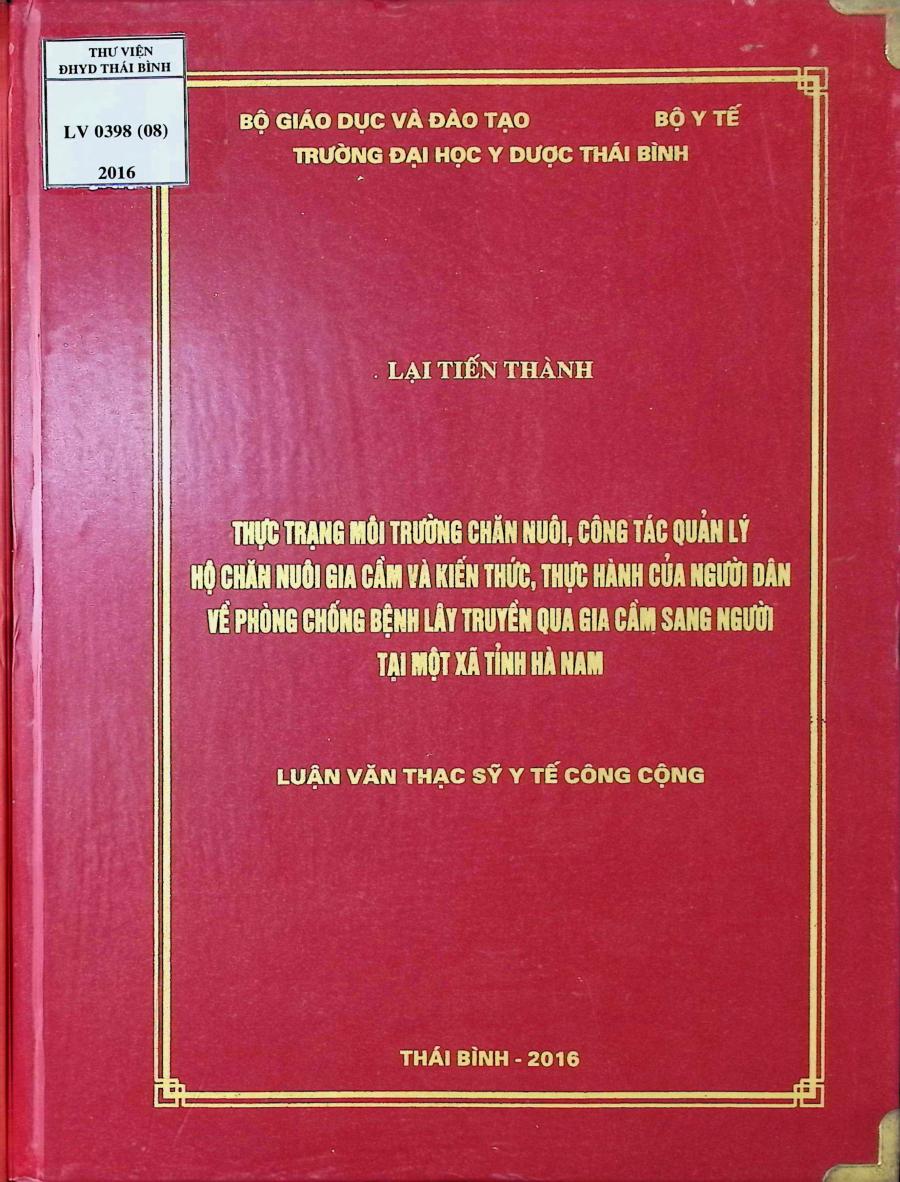 THƯ VIỆN
ĐHYD THÁI BÌNH
LV 0398 (08)
2016
BỘ GIÁO DỤC VÀ ĐÀO TẠO BỘ Y TẾ
TRƯỜNG ĐẠI HỌC Y DƯỢC THÁI BÌNH
LẠI TIẾN THÀNH
THỰC TRẠNG MÔI TRƯỜNG CHĂN NUÔI, CÔNG TÁC QUẢN LÝ
HỘ CHĂN NUÔI GIA CẦM VÀ KIẾN THỨC, THỰC HÀNH CỦA NGƯỜI DÂN
VỀ PHÒNG CHỐNG BỆNH LÂY TRUYỀN QUA GIA CẦM SANG NGƯỜI
TẠI MỘT XÃ TỈNH HÀ NAM
LUẬN VĂN THẠC SỸ Y TẾ CÔNG CỘNG
THÁI BÌNH - 2016